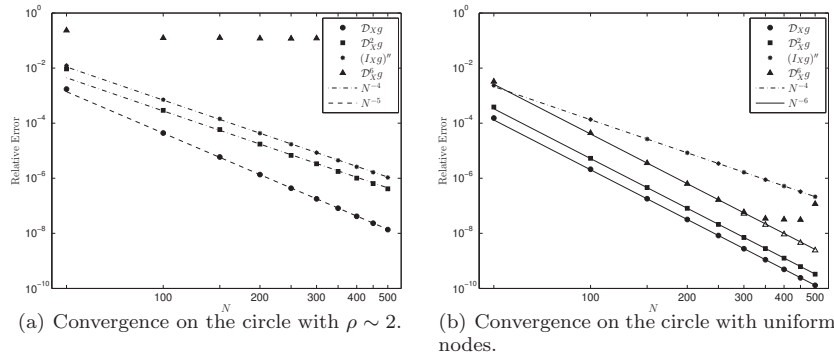 10^0
10^{-2}
10^{-4}
10^{-6}
10^{-8}
10^{-10}
Relative Error
100
200
300
400
500
N
𝒟_X g
𝒟_X^2 g
(I_X g)″
𝒟_X^6 g
N^{-4}
N^{-5}
(a) Convergence on the circle with ρ ∼ 2.
10^0
10^{-2}
10^{-4}
10^{-6}
10^{-8}
10^{-10}
Relative Error
100
200
300
400
500
N
𝒟_X g
𝒟_X^2 g
(I_X g)″
𝒟_X^6 g
N^{-4}
N^{-6}
(b) Convergence on the circle with uniform
nodes.